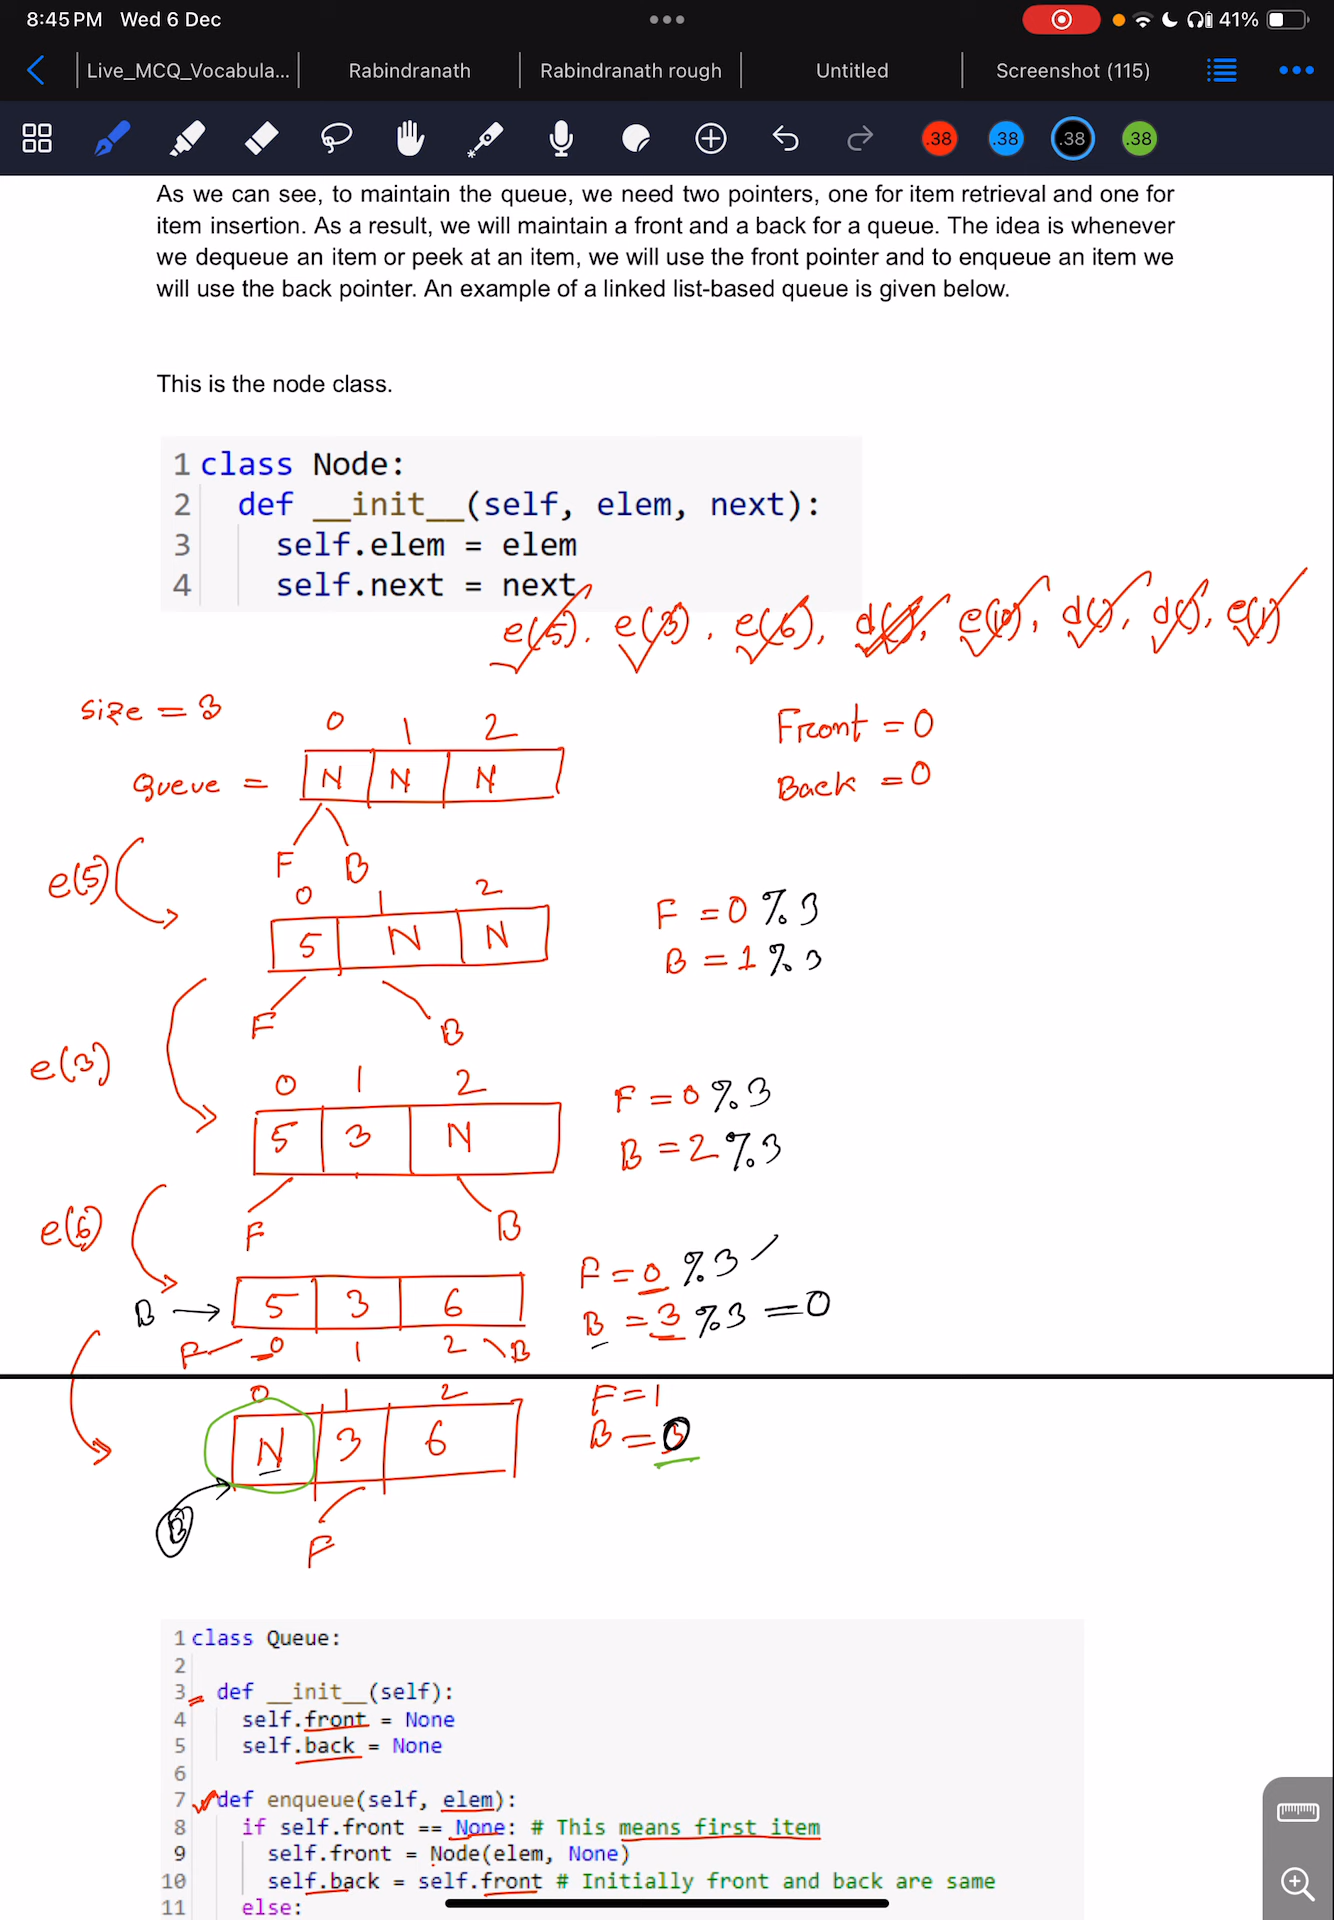 8:45 PM Wed 6 Dec
41%
Live_MCQ_Vocabula...
Rabindranath
Rabindranath rough
Untitled
Screenshot (115)
.38 .38 .38 .38
As we can see, to maintain the queue, we need two pointers, one for item retrieval and one for
item insertion. As a result, we will maintain a front and a back for a queue. The idea is whenever
we dequeue an item or peek at an item, we will use the front pointer and to enqueue an item we
will use the back pointer. An example of a linked list-based queue is given below.
This is the node class.
1 class Node:
2 def __init__(self, elem, next):
3 self.elem = elem
4 self.next = next
e(5), e(3), e(6), d(), e(10), d(), d(), e(1)
Size = 3
0 1 2
Front = 0
Queue = N N N
Back = 0
F B
e(5)
0 1 2
F = 0 % 3
5 N N
B = 1 % 3
F B
e(3)
0 1 2
F = 0 % 3
5 3 N
B = 2 % 3
e(6)
F B
F = 0 % 3
B → 5 3 6
B = 3 % 3 = 0
F 0 1 2 B
0 1 2
F = 1
N 3 6
B = 0
B
F
1 class Queue:
2
3 def __init__(self):
4 self.front = None
5 self.back = None
6
7 def enqueue(self, elem):
8 if self.front == None: # This means first item
9 self.front = Node(elem, None)
10 self.back = self.front # Initially front and back are same
11 else: